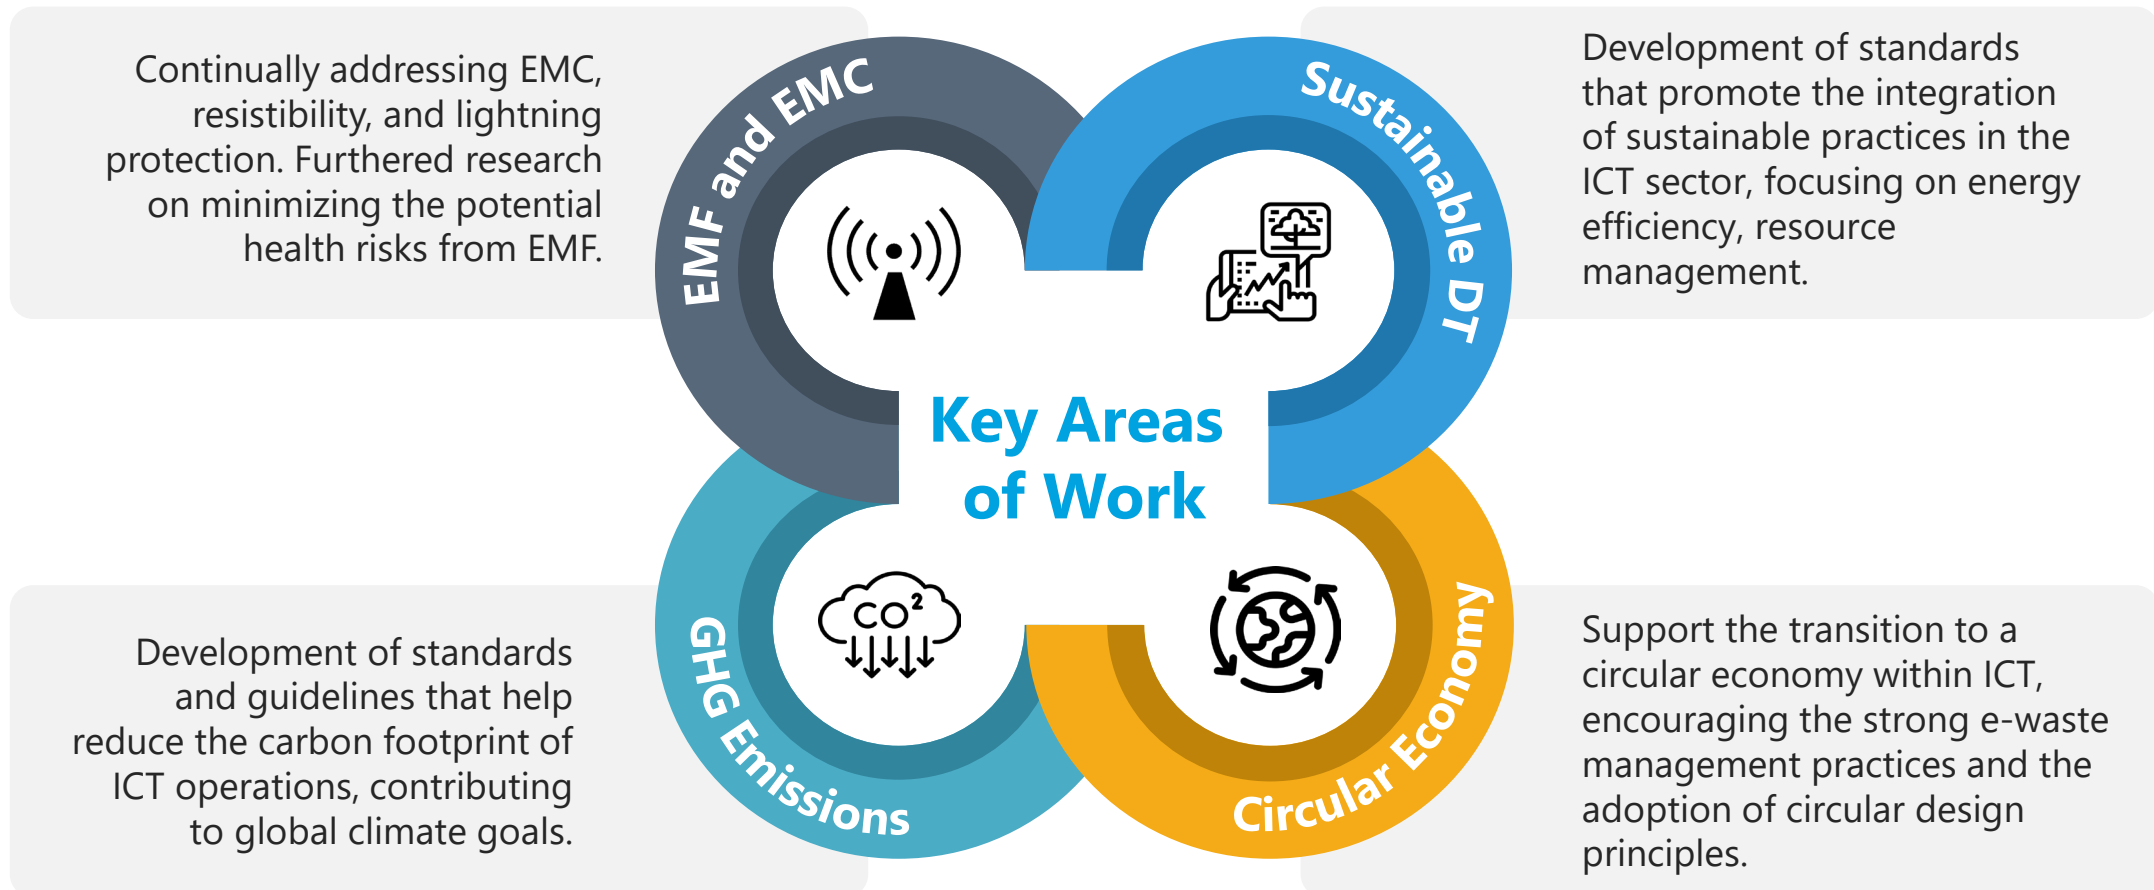 Continually addressing EMC,
resistibility, and lightning
protection. Furthered research
on minimizing the potential
health risks from EMF.
EMF and EMC
Sustainable DT
Development of standards
that promote the integration
of sustainable practices in the
ICT sector, focusing on energy
efficiency, resource
management.
Key Areas
of Work
Development of standards
and guidelines that help
reduce the carbon footprint of
ICT operations, contributing
to global climate goals.
CO²
GHG Emissions
Circular Economy
Support the transition to a
circular economy within ICT,
encouraging the strong e-waste
management practices and the
adoption of circular design
principles.